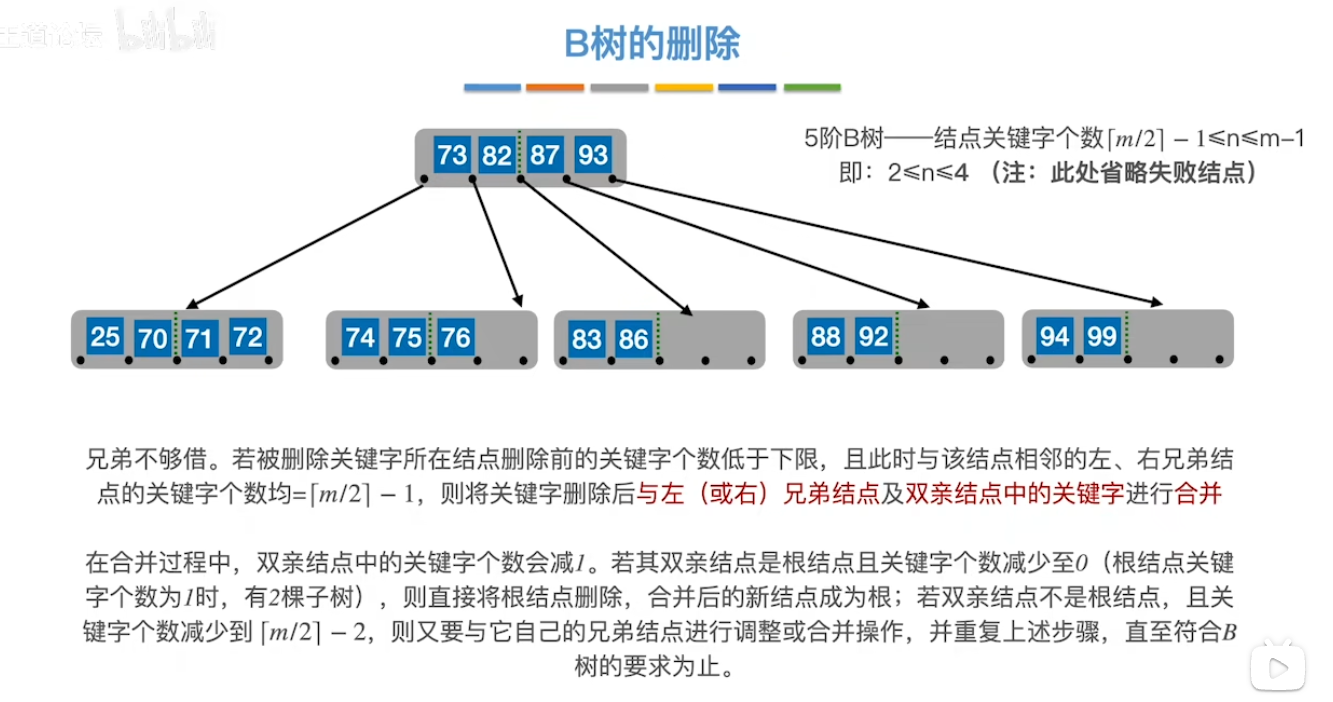 王道论坛 bilibili
B树的删除
73 82 87 93
5阶B树——结点关键字个数⌈m/2⌉ − 1≤n≤m−1
即：2≤n≤4 （注：此处省略失败结点）
25 70 71 72 74 75 76 83 86 88 92 94 99
兄弟不够借。若被删除关键字所在结点删除前的关键字个数低于下限，且此时与该结点相邻的左、右兄弟结
点的关键字个数均=⌈m/2⌉ − 1，则将关键字删除后与左（或右）兄弟结点及双亲结点中的关键字进行合并
在合并过程中，双亲结点中的关键字个数会减1。若其双亲结点是根结点且关键字个数减少至0（根结点关键
字个数为1时，有2棵子树），则直接将根结点删除，合并后的新结点成为根；若双亲结点不是根结点，且关
键字个数减少到 ⌈m/2⌉ − 2，则又要与它自己的兄弟结点进行调整或合并操作，并重复上述步骤，直至符合B
树的要求为止。